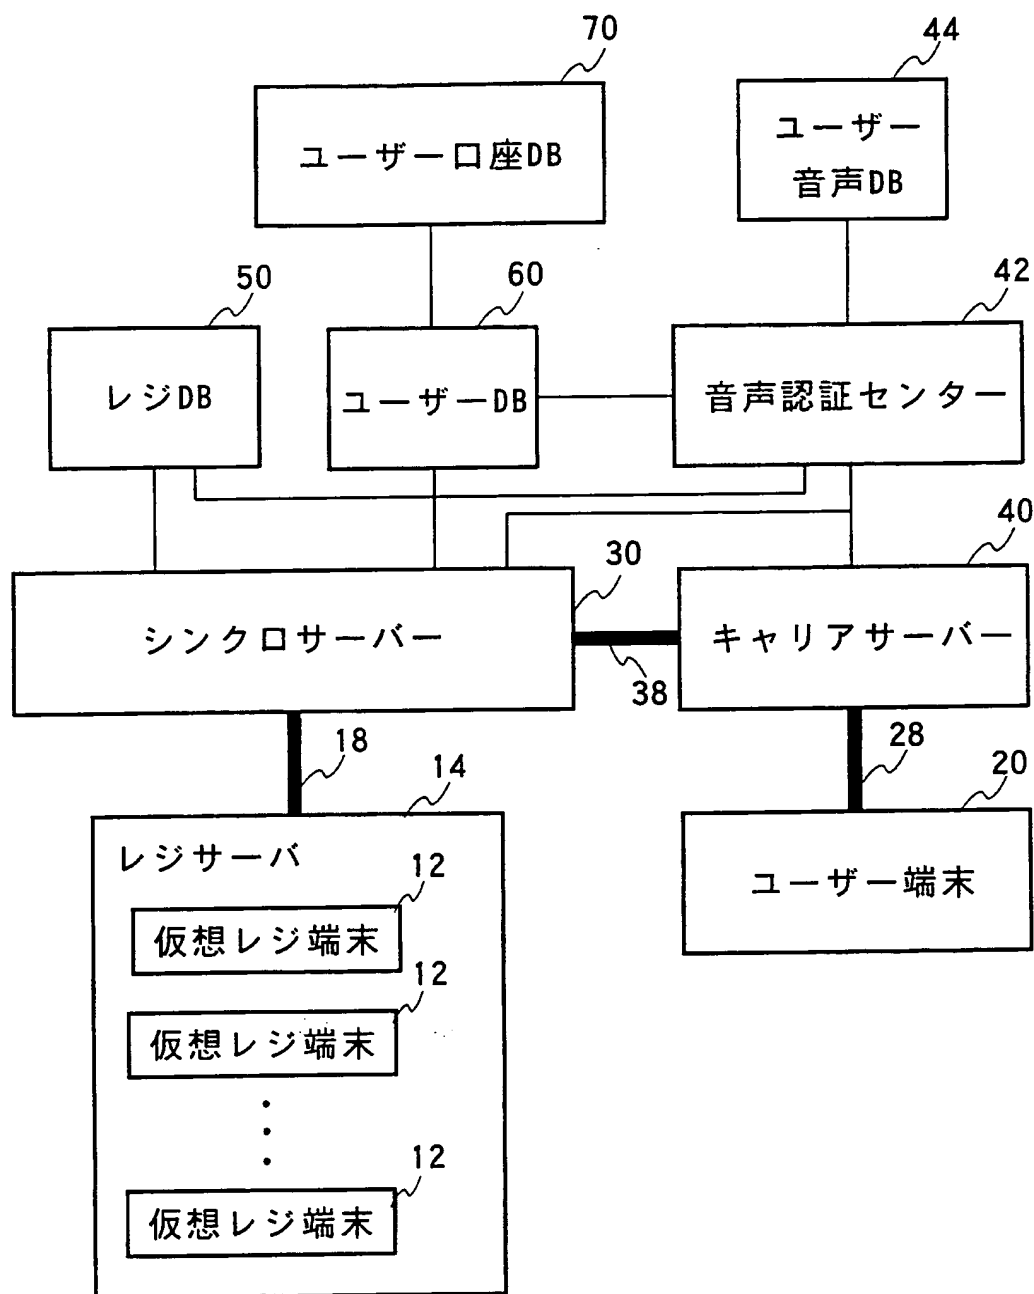 70
44
ユーザー口座DB
ユーザー
音声DB
50
60
42
レジDB
ユーザーDB
音声認証センター
30
40
シンクロサーバー
キャリアサーバー
38
18
28
14
20
レジサーバ
ユーザー端末
12
仮想レジ端末
12
仮想レジ端末
12
仮想レジ端末